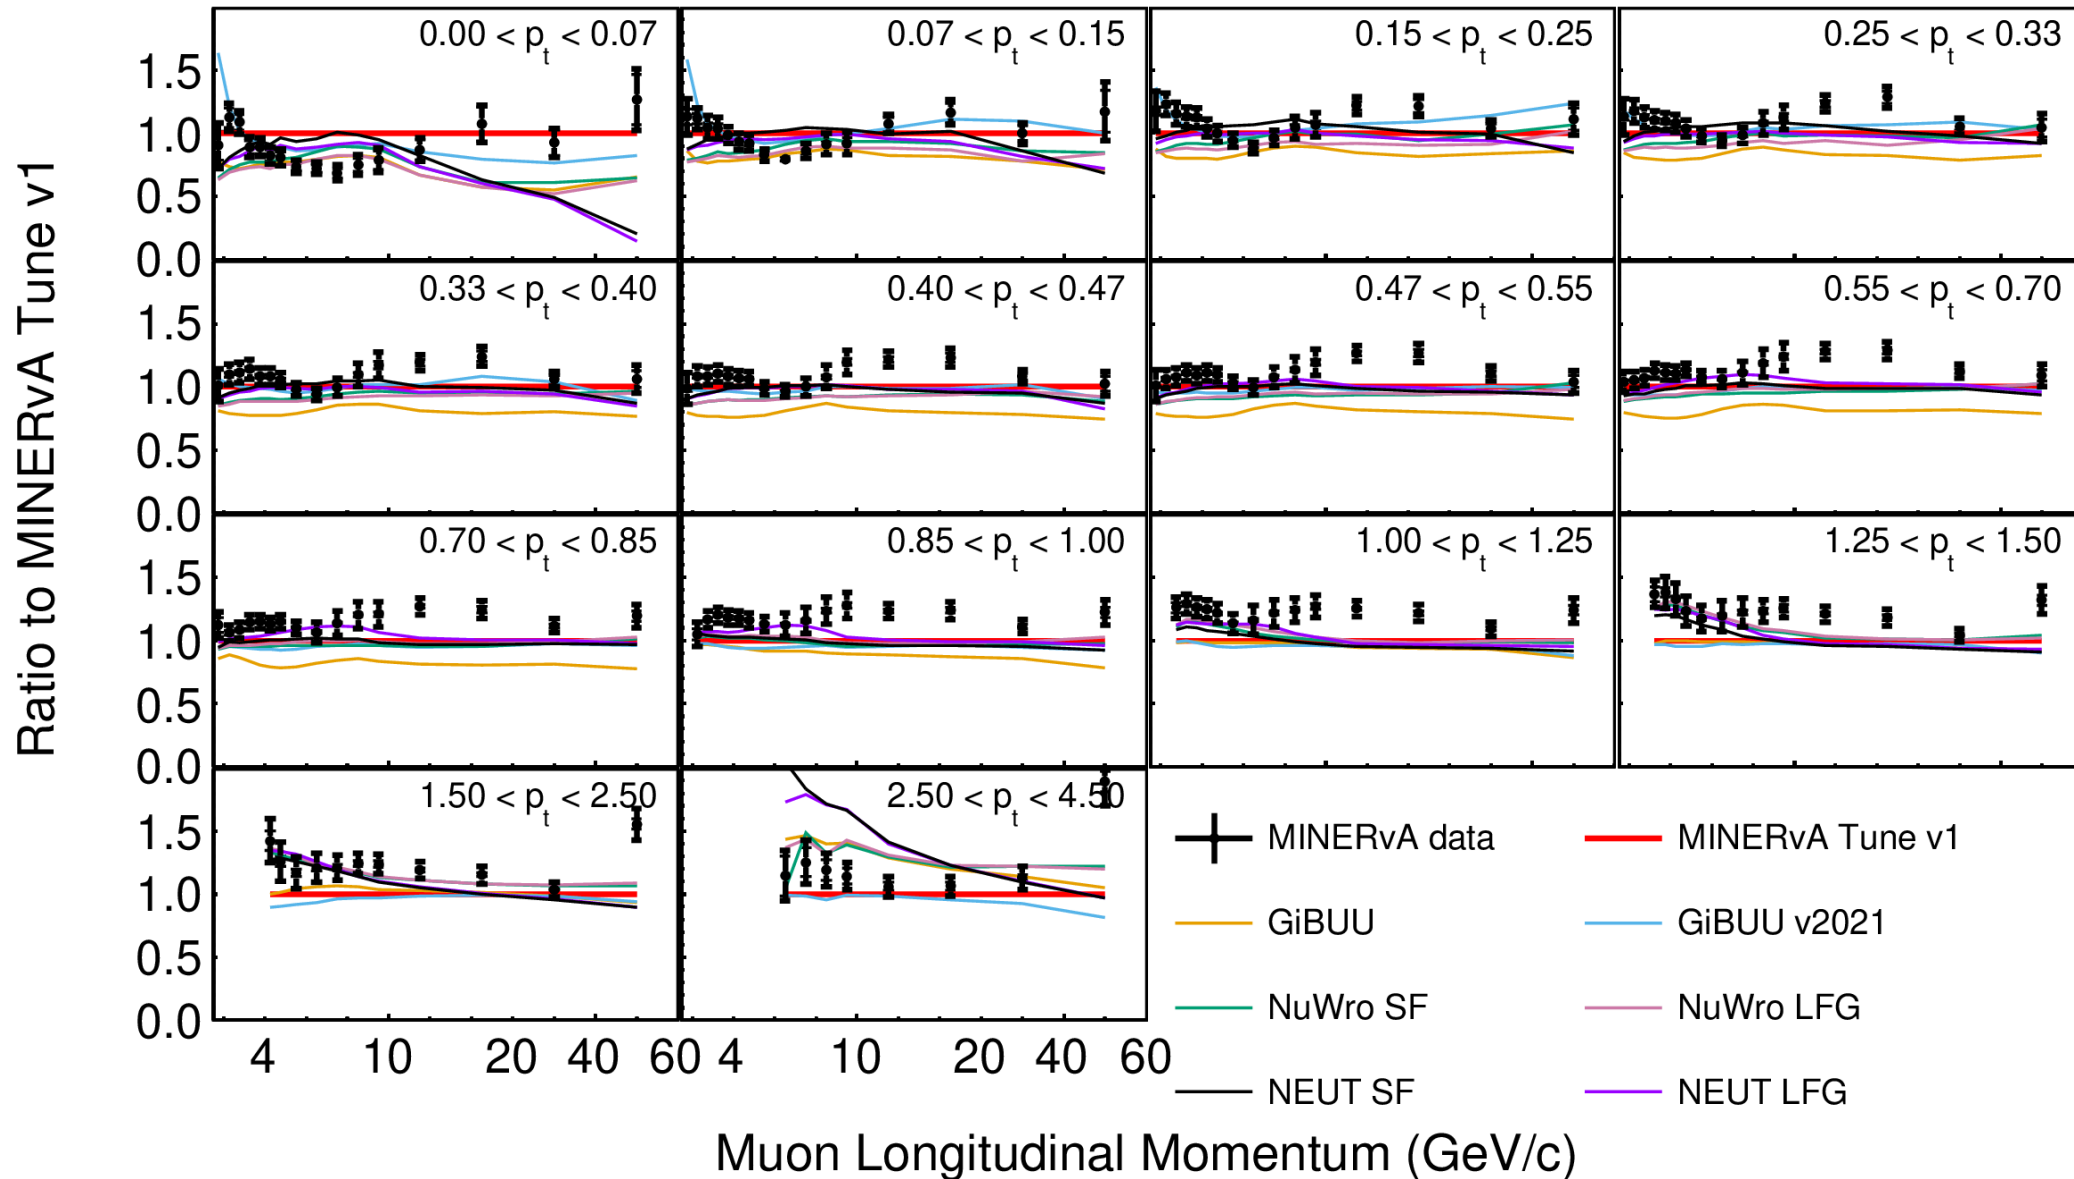 Ratio to MINERvA Tune v1
0.00 < p_t < 0.07
0.07 < p_t < 0.15
0.15 < p_t < 0.25
0.25 < p_t < 0.33
1.5
1.0
0.5
0.0
0.33 < p_t < 0.40
0.40 < p_t < 0.47
0.47 < p_t < 0.55
0.55 < p_t < 0.70
1.5
1.0
0.5
0.0
0.70 < p_t < 0.85
0.85 < p_t < 1.00
1.00 < p_t < 1.25
1.25 < p_t < 1.50
1.5
1.0
0.5
0.0
1.50 < p_t < 2.50
2.50 < p_t < 4.50
1.5
1.0
0.5
0.0
4 10 20 40 60 4 10 20 40 60
MINERvA data
MINERvA Tune v1
GiBUU
GiBUU v2021
NuWro SF
NuWro LFG
NEUT SF
NEUT LFG
Muon Longitudinal Momentum (GeV/c)